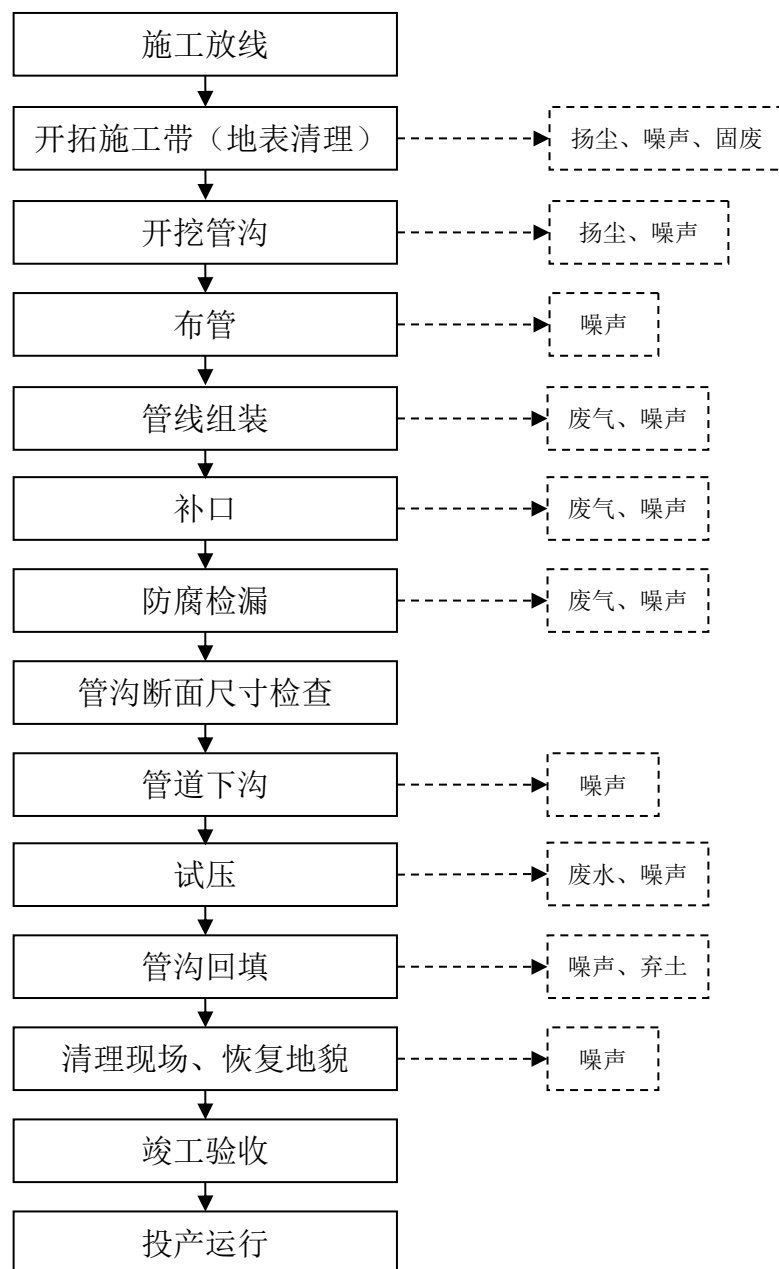 施工放线
开拓施工带（地表清理）
扬尘、噪声、固废
开挖管沟
扬尘、噪声
布管
噪声
管线组装
废气、噪声
补口
废气、噪声
防腐检漏
废气、噪声
管沟断面尺寸检查
管道下沟
噪声
试压
废水、噪声
管沟回填
噪声、弃土
清理现场、恢复地貌
噪声
竣工验收
投产运行